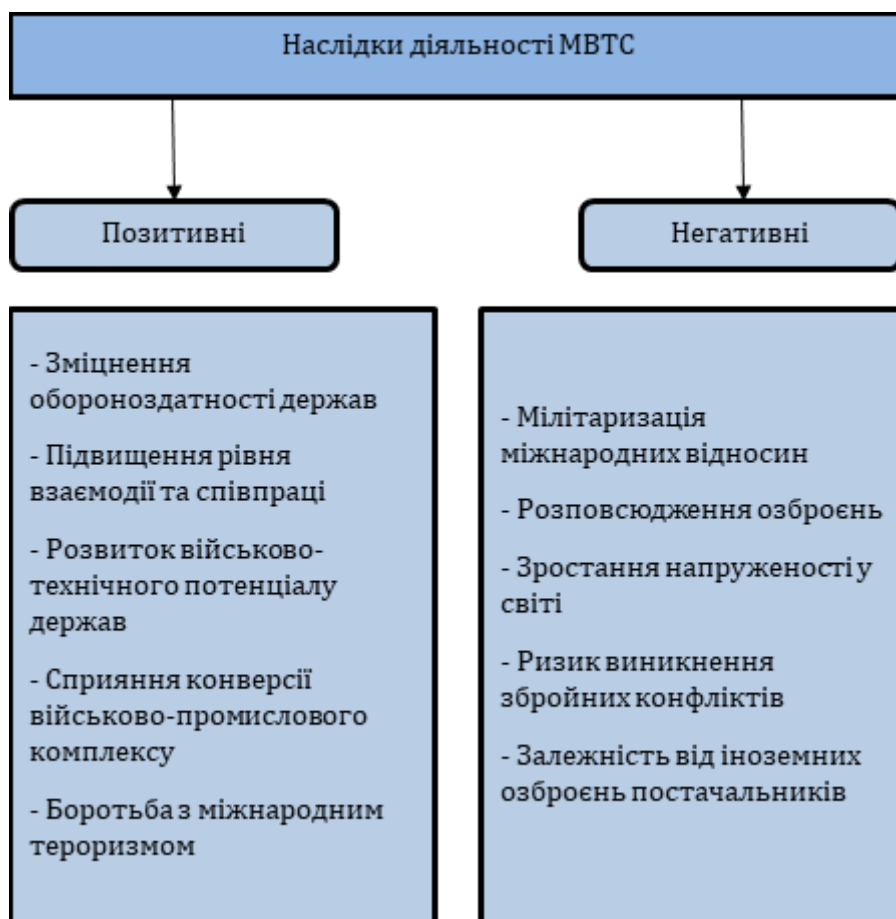 Наслідки діяльності МВТС
Позитивні
Негативні
- Зміцнення
обороноздатності держав
- Підвищення рівня
взаємодії та співпраці
- Розвиток військово-
технічного потенціалу
держав
- Сприяння конверсії
військово-промислового
комплексу
- Боротьба з міжнародним
тероризмом
- Мілітаризація
міжнародних відносин
- Розповсюдження озброєнь
- Зростання напруженості у
світі
- Ризик виникнення
збройних конфліктів
- Залежність від іноземних
озброєнь постачальників